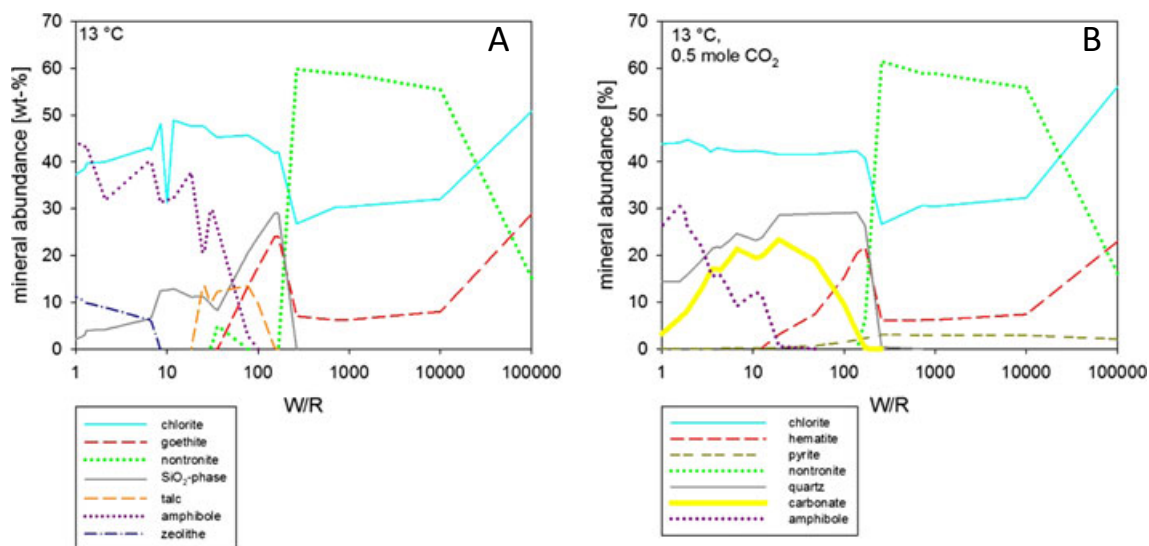 13 °C
A
70
60
50
40
30
20
10
0
mineral abundance [wt-%]
1 10 100 1000 10000 100000
W/R
chlorite
goethite
nontronite
SiO2-phase
talc
amphibole
zeolithe
13 °C,
0.5 mole CO2
B
70
60
50
40
30
20
10
0
mineral abundance [%]
1 10 100 1000 10000 100000
W/R
chlorite
hematite
pyrite
nontronite
quartz
carbonate
amphibole